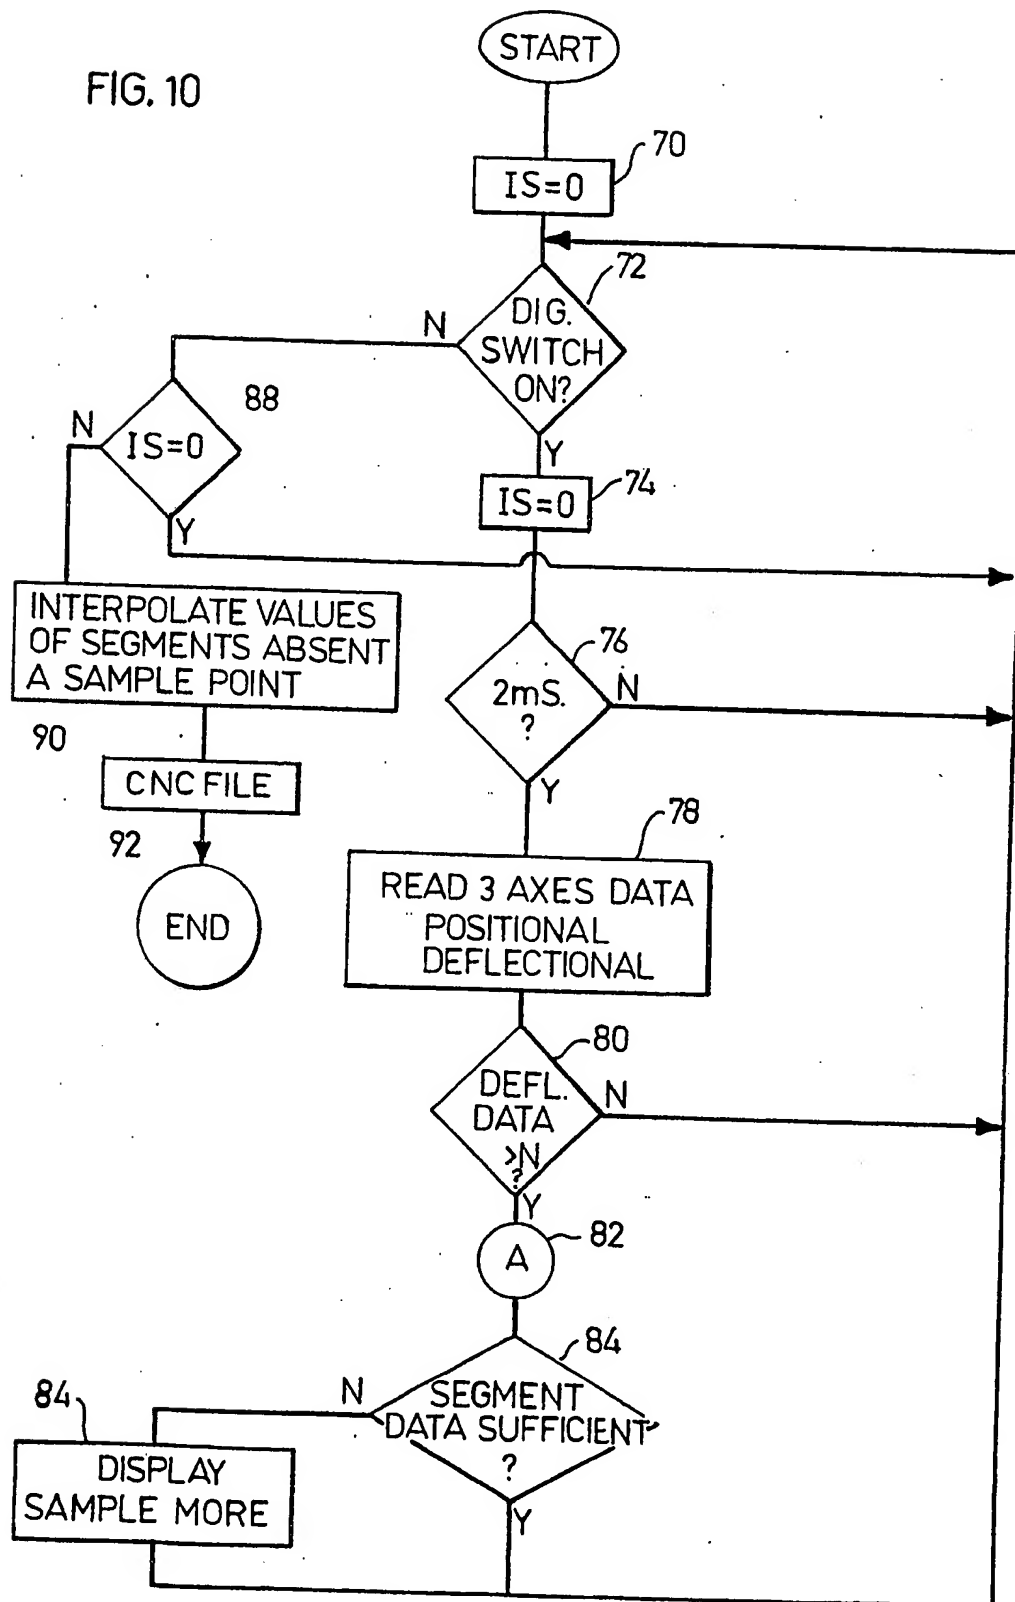 START
FIG. 10
70
IS=0
72
DIG.
SWITCH
ON?
N
Y
88
IS=0
N
Y
74
IS=0
INTERPOLATE VALUES
OF SEGMENTS ABSENT
A SAMPLE POINT
76
2mS.
?
N
Y
90
CNC FILE
92
END
78
READ 3 AXES DATA
POSITIONAL
DEFLECTIONAL
80
DEFL.
DATA
>N
?
N
Y
82
A
84
SEGMENT
DATA SUFFICIENT
?
N
Y
84
DISPLAY
SAMPLE MORE